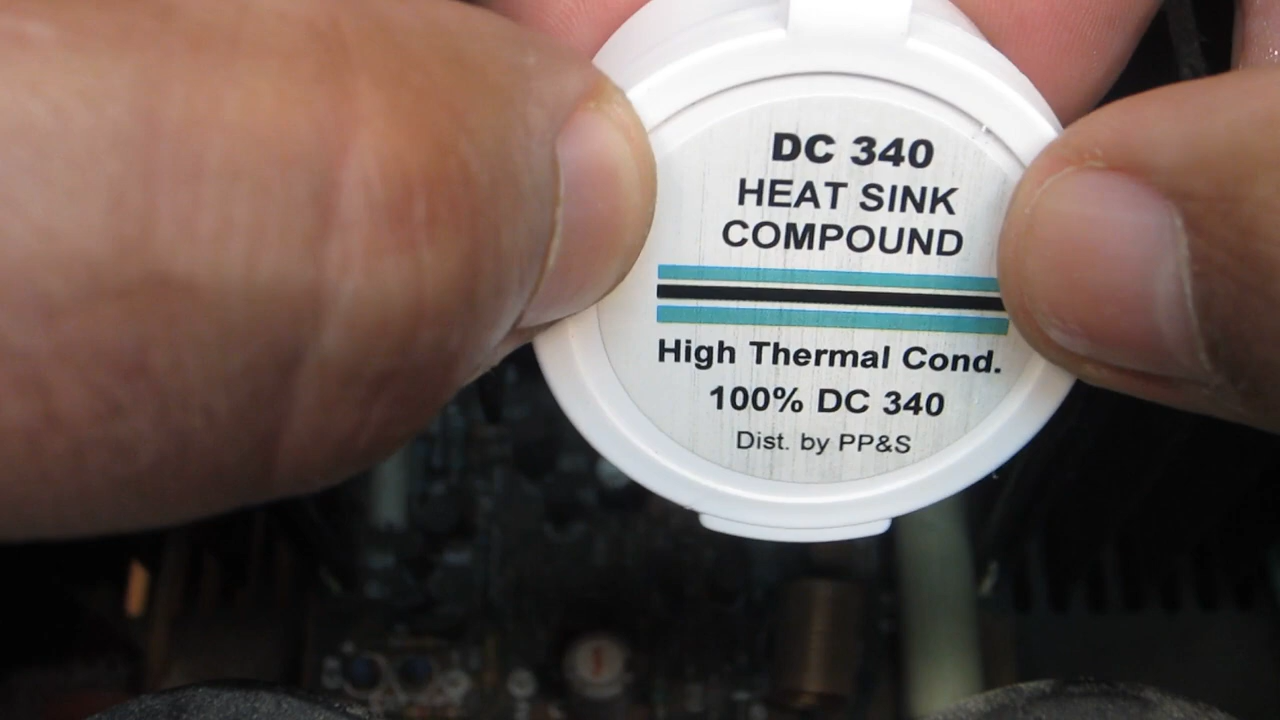 DC 340
HEAT SINK
COMPOUND
High Thermal Cond.
100% DC 340
Dist. by PP&S